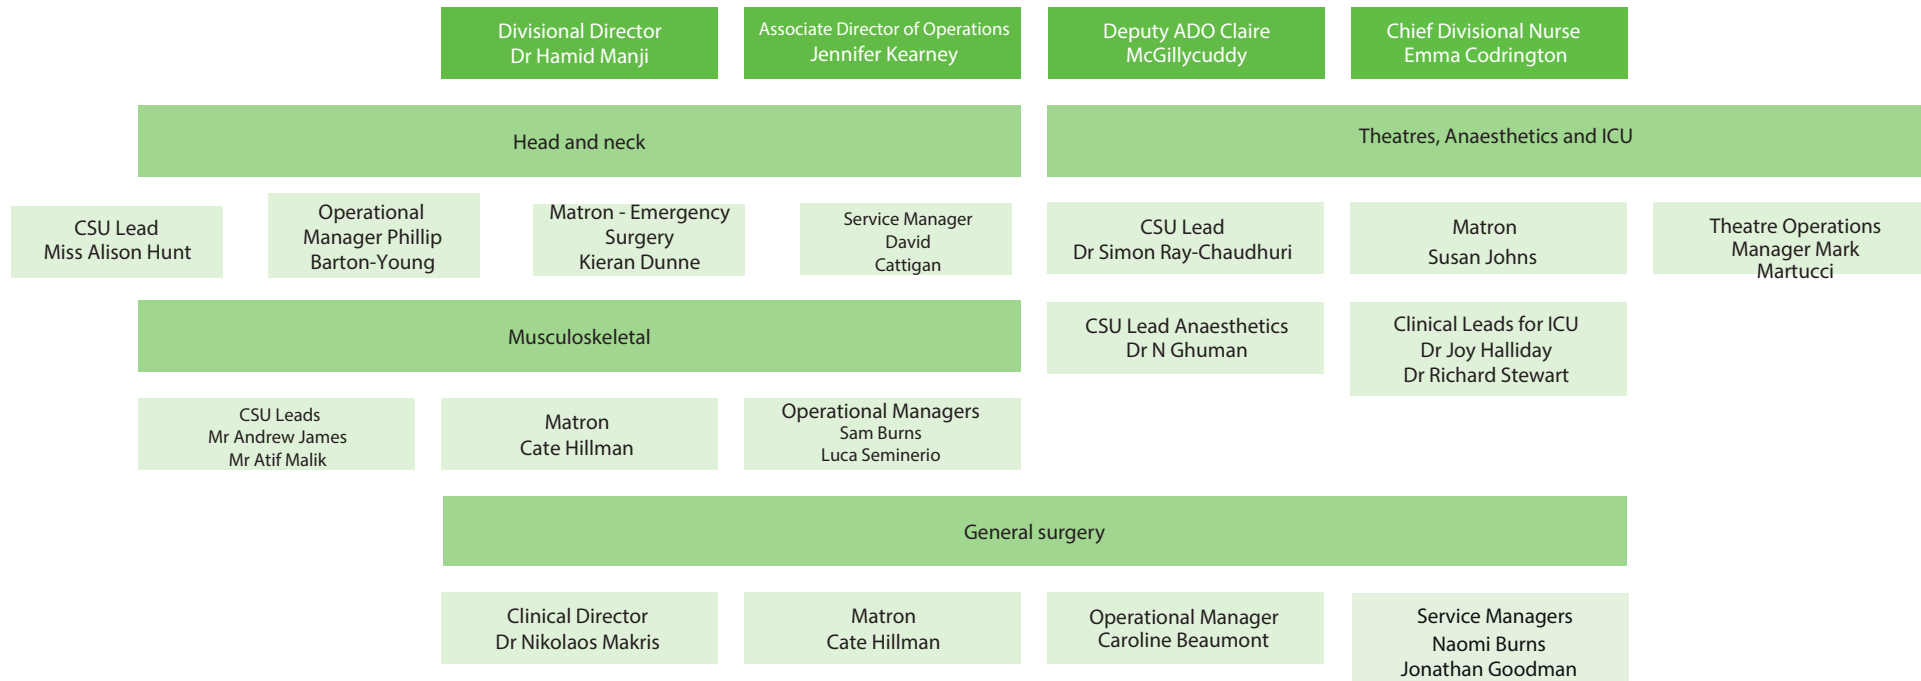 Divisional Director
Dr Hamid Manji
Associate Director of Operations
Jennifer Kearney
Deputy ADO Claire
McGillycuddy
Chief Divisional Nurse
Emma Codrington
Head and neck
Theatres, Anaesthetics and ICU
CSU Lead
Miss Alison Hunt
Operational
Manager Phillip
Barton-Young
Matron - Emergency
Surgery
Kieran Dunne
Service Manager
David
Cattigan
CSU Lead
Dr Simon Ray-Chaudhuri
Matron
Susan Johns
Theatre Operations
Manager Mark
Martucci
Musculoskeletal
CSU Lead Anaesthetics
Dr N Ghuman
Clinical Leads for ICU
Dr Joy Halliday
Dr Richard Stewart
CSU Leads
Mr Andrew James
Mr Atif Malik
Matron
Cate Hillman
Operational Managers
Sam Burns
Luca Seminerio
General surgery
Clinical Director
Dr Nikolaos Makris
Matron
Cate Hillman
Operational Manager
Caroline Beaumont
Service Managers
Naomi Burns
Jonathan Goodman